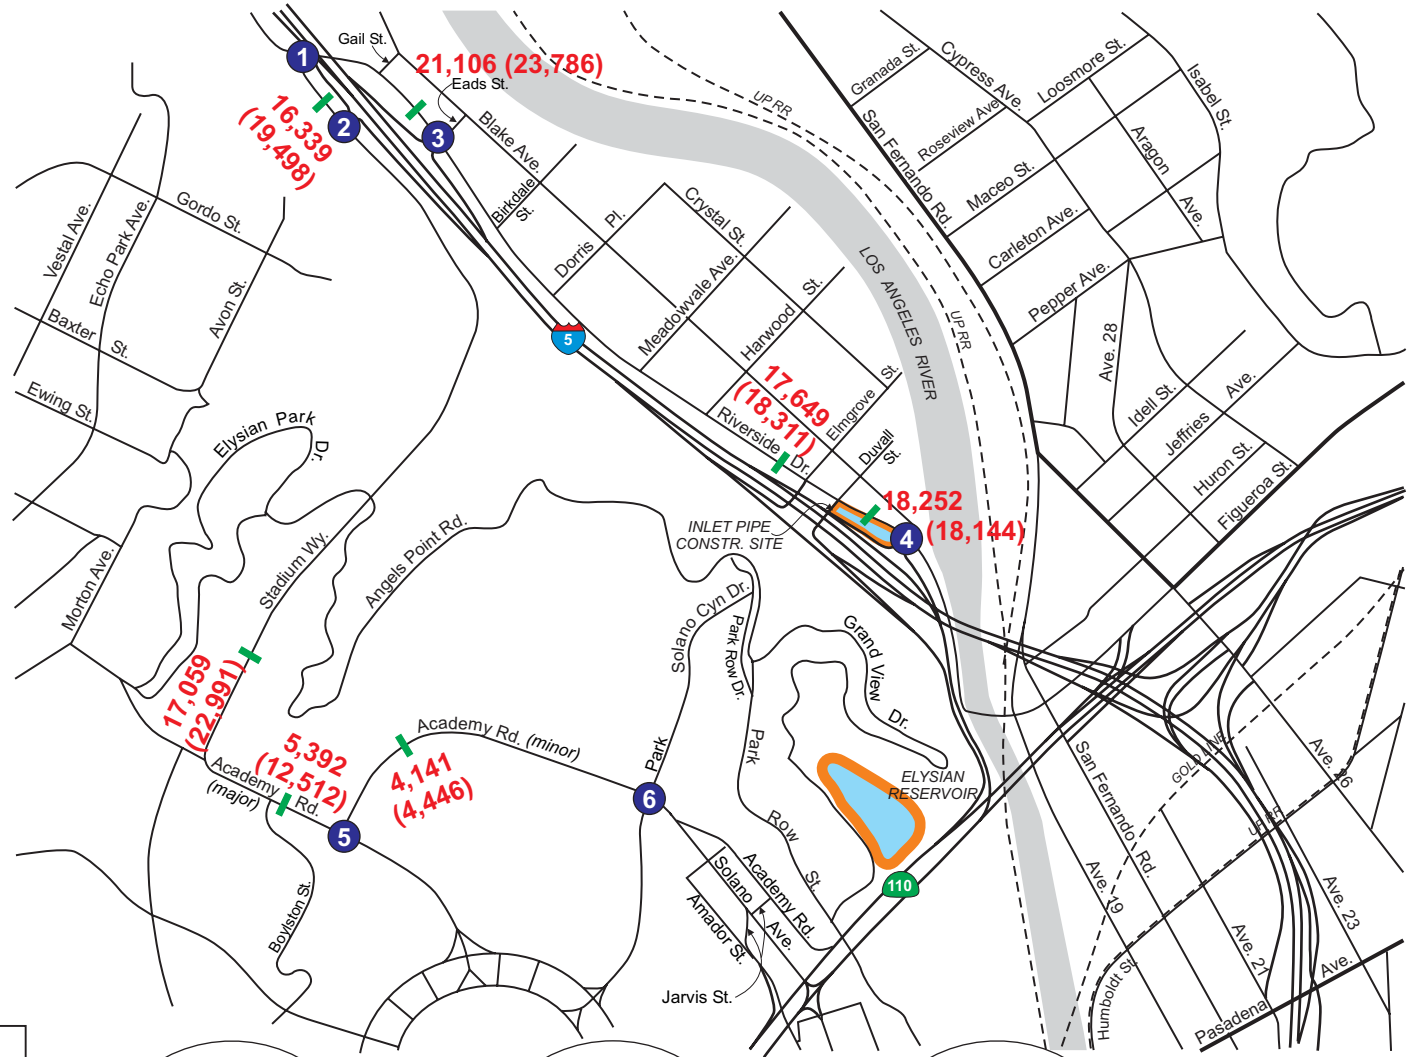 1
Gail St.
21,106 (23,786)
Eads St.
16,339
(19,498)
2
3
Blake Ave.
Birkdale
St.
UP RR
Granada St.
Cypress Ave.
Loosmore St.
Isabel St.
San Fernando Rd.
Roseview Ave.
Aragon
Ave.
Maceo St.
Carleton Ave.
Pepper Ave.
Vestal Ave.
Echo Park Ave.
Gordo St.
Avon St.
Baxter
St.
Ewing St.
Dorris
Pl.
Crystal St.
Meadowvale Ave.
Harwood
St.
LOS ANGELES RIVER
UP RR
Ave. 28
5
17,649
(18,311)
Riverside
Dr.
Elmgrove
St.
Duvall
St.
Idell St.
Jeffries
Ave.
Huron St.
Figueroa St.
Elysian Park
Dr.
18,252
(18,144)
4
INLET PIPE
CONSTR. SITE
Angels Point Rd.
Stadium Wy.
Morton Ave.
Solano Cyn Dr.
Park Row Dr.
Grand View
Dr.
17,059
(22,991)
5,392
(12,512)
4,141
(4,446)
Academy Rd. (minor)
Academy
Rd.
(major)
5
6
Park
Park
Row
St.
ELYSIAN
RESERVOIR
110
Boylston St.
Solano
Ave.
Academy Rd.
Amador St.
Jarvis St.
San Fernando
Rd.
GOLD LINE
UP RR
Ave. 26
Ave. 19
Ave. 21
Ave. 23
Humboldt St.
Pasadena
Ave.